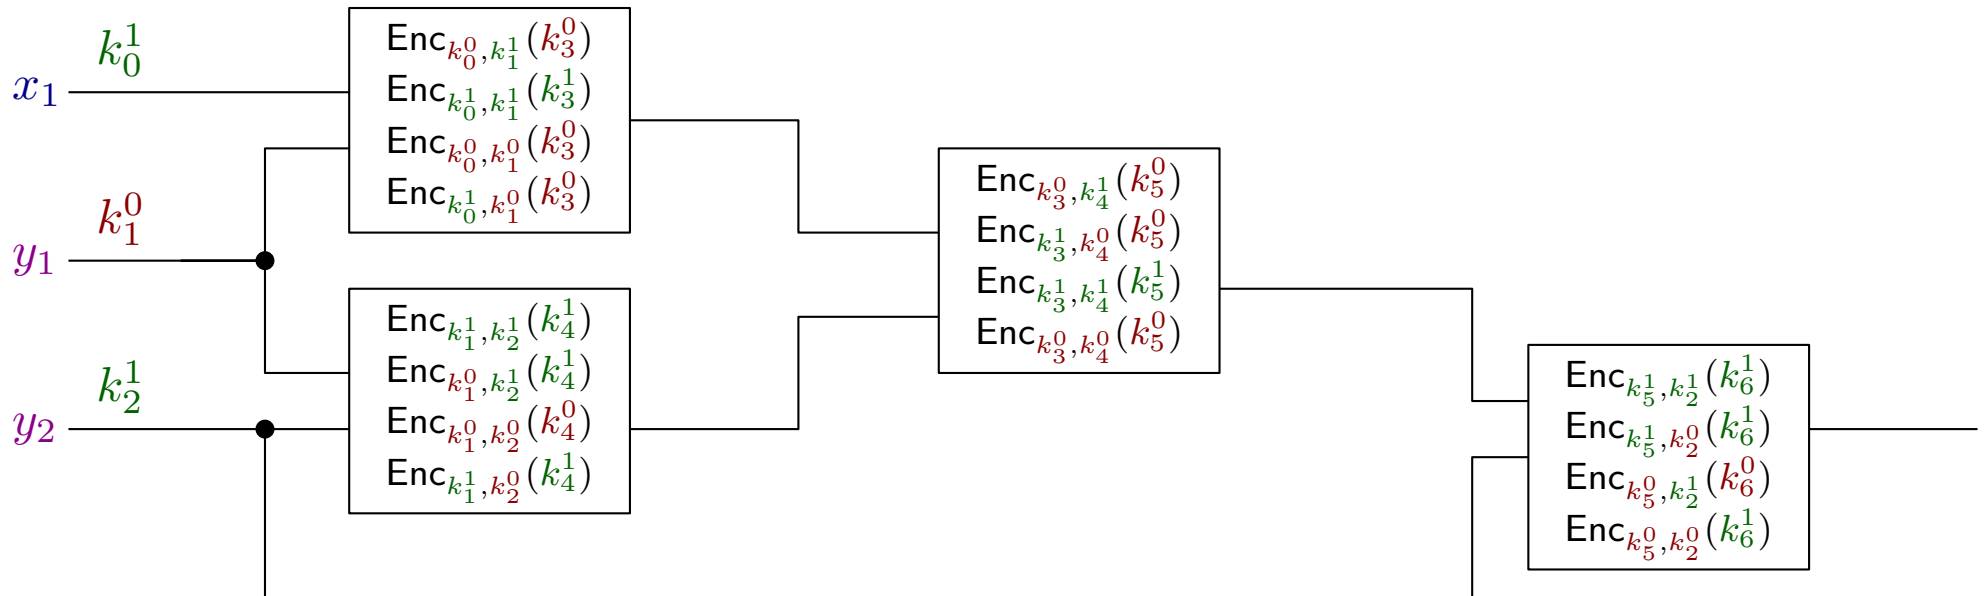 k_0^1
x_1
k_1^0
y_1
k_2^1
y_2
Enc_{k_0^0,k_1^1}(k_3^0)
Enc_{k_0^1,k_1^1}(k_3^1)
Enc_{k_0^0,k_1^0}(k_3^0)
Enc_{k_0^1,k_1^0}(k_3^0)
Enc_{k_1^1,k_2^1}(k_4^1)
Enc_{k_1^0,k_2^1}(k_4^1)
Enc_{k_1^0,k_2^0}(k_4^0)
Enc_{k_1^1,k_2^0}(k_4^1)
Enc_{k_3^0,k_4^1}(k_5^0)
Enc_{k_3^1,k_4^0}(k_5^0)
Enc_{k_3^1,k_4^1}(k_5^1)
Enc_{k_3^0,k_4^0}(k_5^0)
Enc_{k_5^1,k_2^1}(k_6^1)
Enc_{k_5^1,k_2^0}(k_6^1)
Enc_{k_5^0,k_2^1}(k_6^0)
Enc_{k_5^0,k_2^0}(k_6^1)